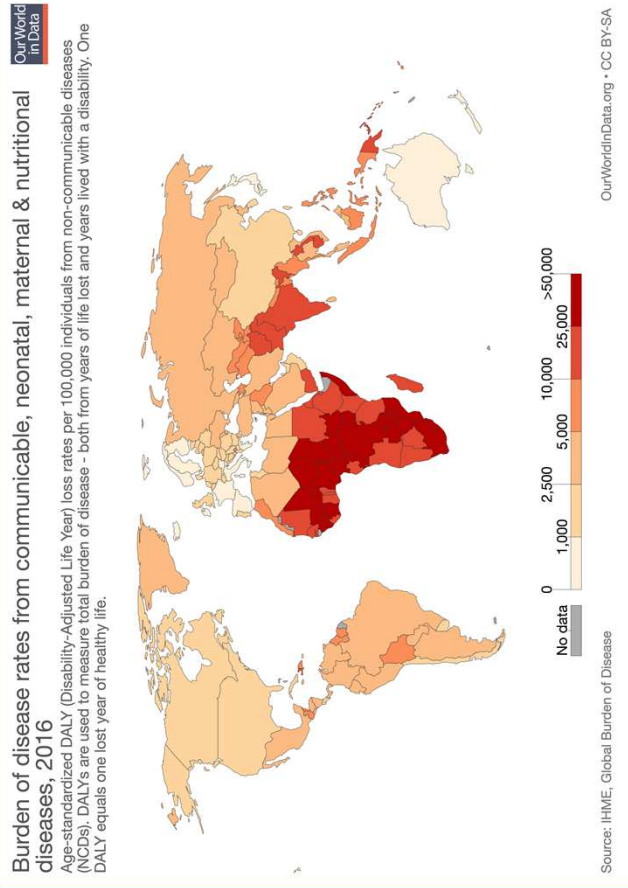 Burden of disease rates from communicable, neonatal, maternal & nutritional
diseases, 2016
Our World
in Data
Age-standardized DALY (Disability-Adjusted Life Year) loss rates per 100,000 individuals from non-communicable diseases
(NCDs). DALYs are used to measure total burden of disease - both from years of life lost and years lived with a disability. One
DALY equals one lost year of healthy life.
No data
0
1,000
2,500
5,000
10,000
25,000
>50,000
Source: IHME, Global Burden of Disease
OurWorldInData.org • CC BY-SA